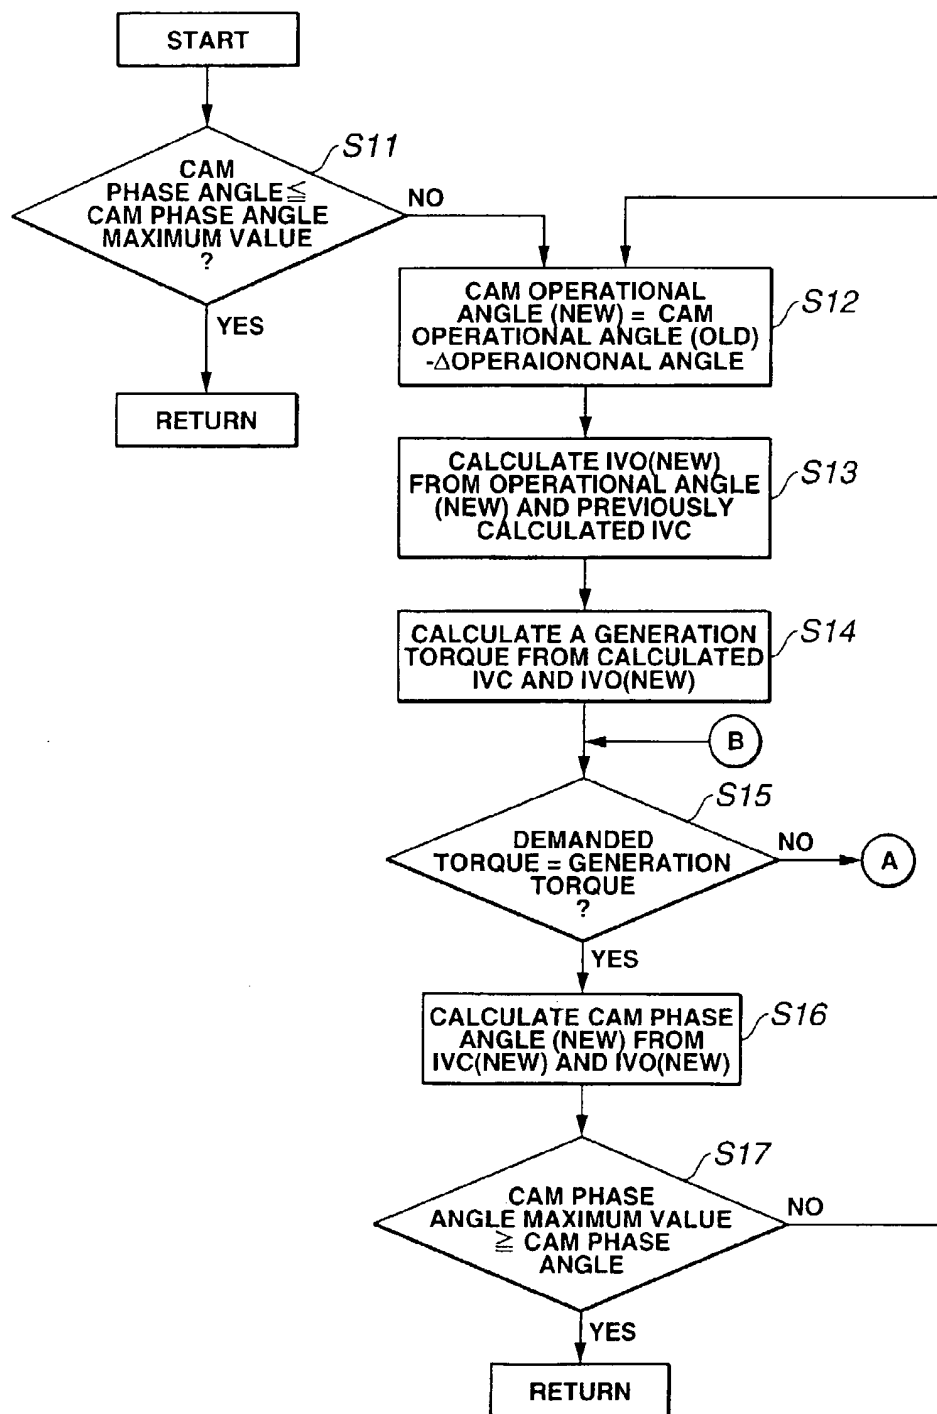 START
S11
CAM
PHASE ANGLE≦
CAM PHASE ANGLE
MAXIMUM VALUE
?
NO
YES
RETURN
S12
CAM OPERATIONAL
ANGLE (NEW) = CAM
OPERATIONAL ANGLE (OLD)
-ΔOPERAIONONAL ANGLE
S13
CALCULATE IVO(NEW)
FROM OPERATIONAL ANGLE
(NEW) AND PREVIOUSLY
CALCULATED IVC
S14
CALCULATE A GENERATION
TORQUE FROM CALCULATED
IVC AND IVO(NEW)
B
S15
DEMANDED
TORQUE = GENERATION
TORQUE
?
NO
A
YES
S16
CALCULATE CAM PHASE
ANGLE (NEW) FROM
IVC(NEW) AND IVO(NEW)
S17
CAM PHASE
ANGLE MAXIMUM VALUE
≧ CAM PHASE
ANGLE
NO
YES
RETURN